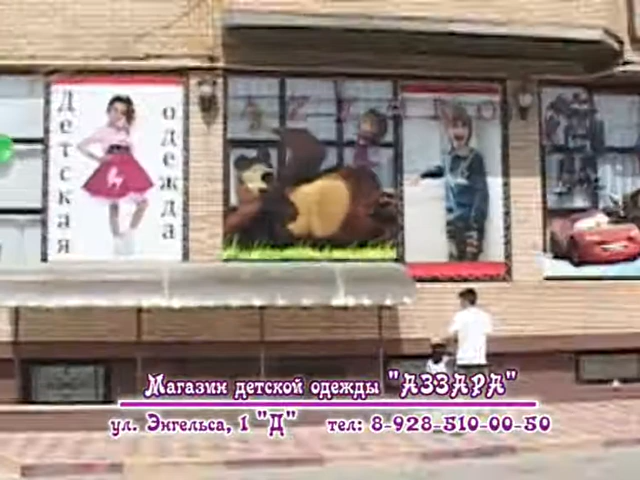 Детская
одежда
Магазин детской одежды "АЗЗАРА"
ул. Энгельса, 1 "Д" тел: 8-928-510-00-50